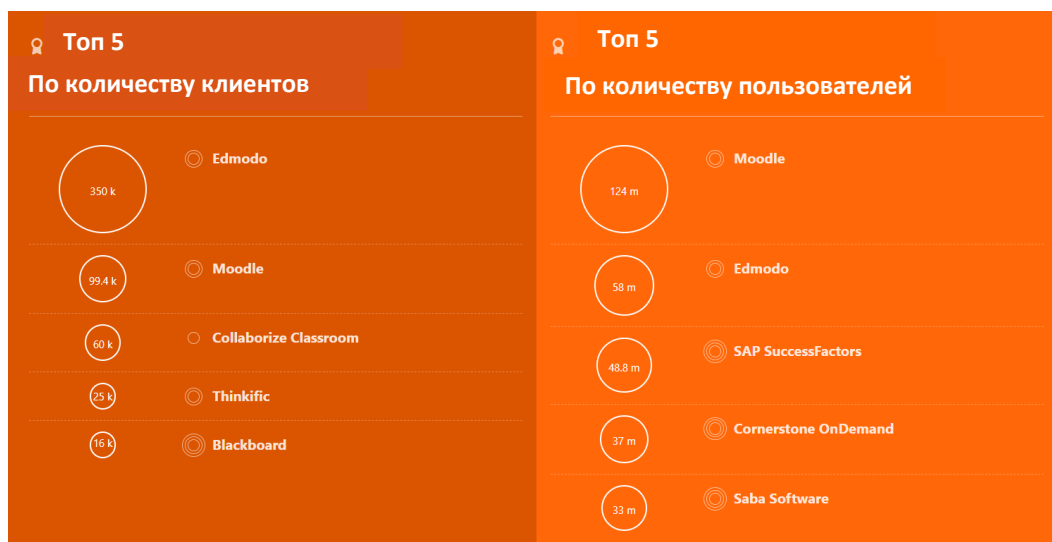 Топ 5
По количеству клиентов
350 k
Edmodo
99.4 k
Moodle
60 k
Collaborize Classroom
25 k
Thinkific
16 k
Blackboard
Топ 5
По количеству пользователей
124 m
Moodle
58 m
Edmodo
48.8 m
SAP SuccessFactors
37 m
Cornerstone OnDemand
33 m
Saba Software